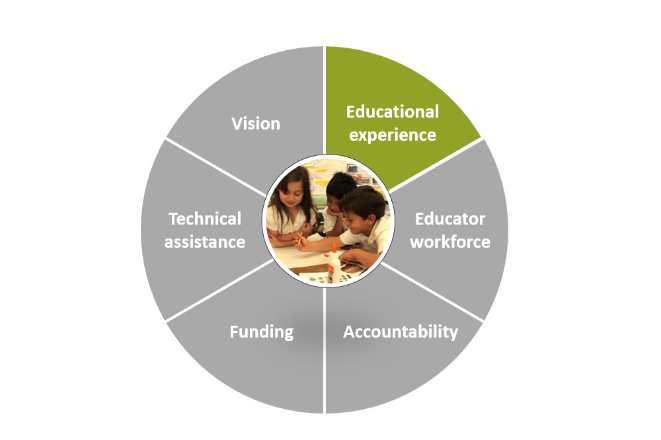 Vision
Educational
experience
Technical
assistance
Educator
workforce
Funding
Accountability